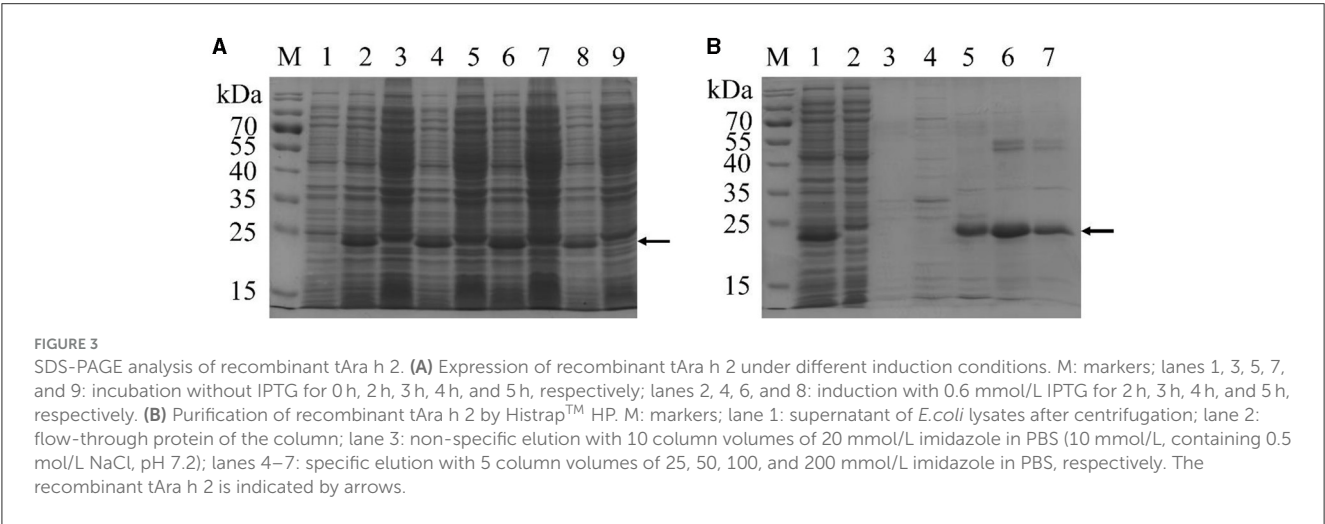 A
M 1 2 3 4 5 6 7 8 9
kDa
70
55
40
35
25
15
B
M 1 2 3 4 5 6 7
kDa
70
55
40
35
25
15
FIGURE 3
SDS-PAGE analysis of recombinant tAra h 2. (A) Expression of recombinant tAra h 2 under different induction conditions. M: markers; lanes 1, 3, 5, 7,
and 9: incubation without IPTG for 0 h, 2 h, 3 h, 4 h, and 5 h, respectively; lanes 2, 4, 6, and 8: induction with 0.6 mmol/L IPTG for 2 h, 3 h, 4 h, and 5 h,
respectively. (B) Purification of recombinant tAra h 2 by Histrap™ HP. M: markers; lane 1: supernatant of E.coli lysates after centrifugation; lane 2:
flow-through protein of the column; lane 3: non-specific elution with 10 column volumes of 20 mmol/L imidazole in PBS (10 mmol/L, containing 0.5
mol/L NaCl, pH 7.2); lanes 4–7: specific elution with 5 column volumes of 25, 50, 100, and 200 mmol/L imidazole in PBS, respectively. The
recombinant tAra h 2 is indicated by arrows.